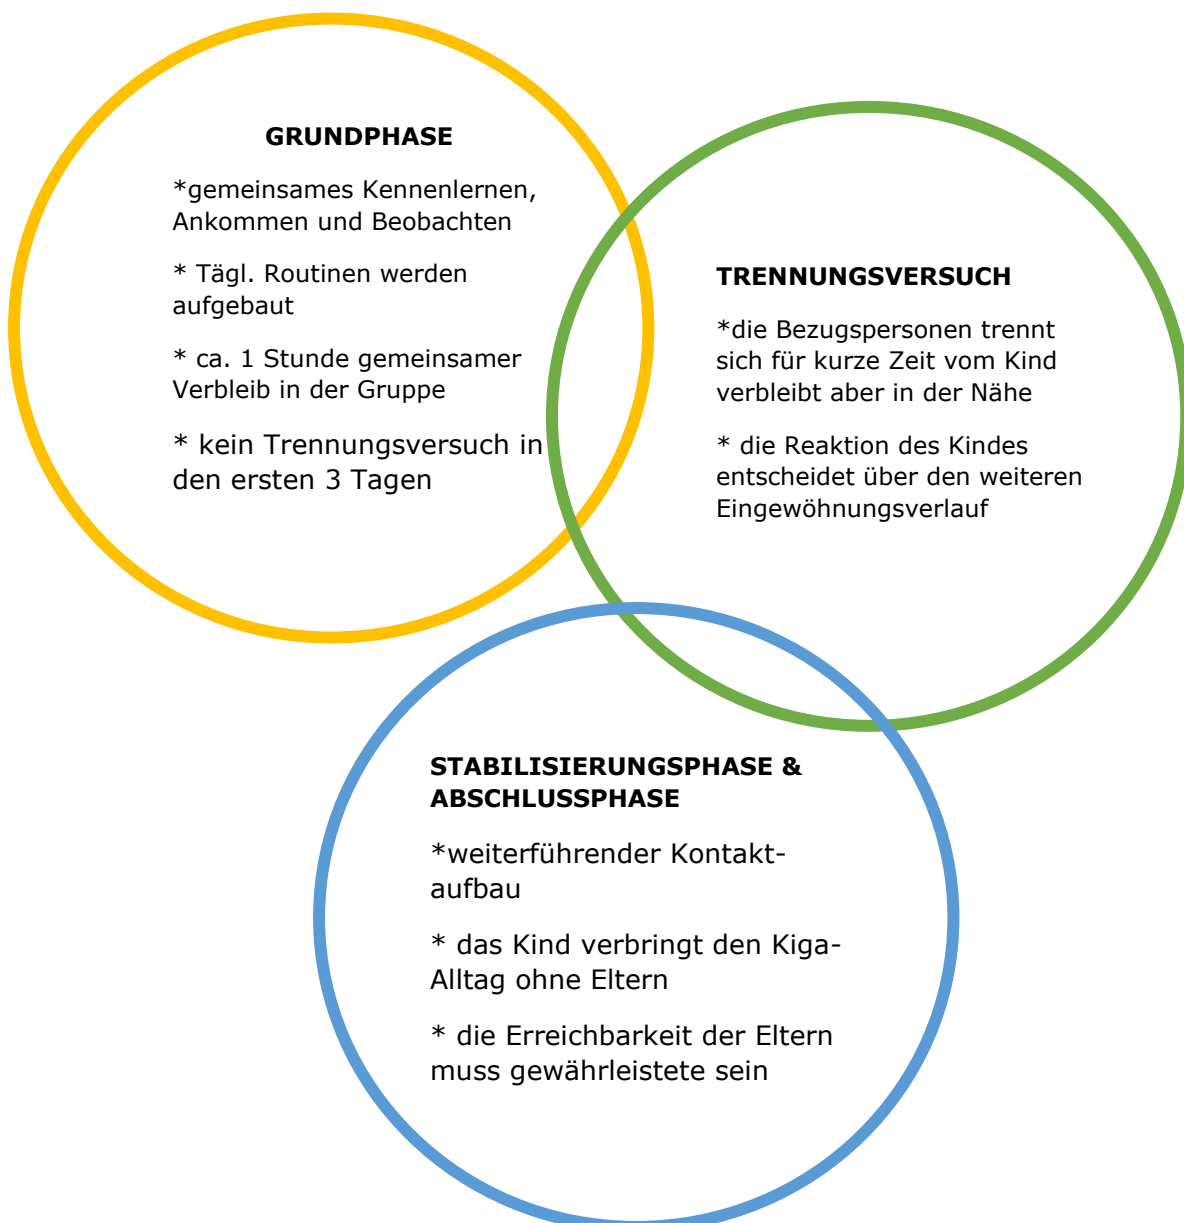 GRUNDPHASE
*gemeinsames Kennenlernen,
Ankommen und Beobachten
* Tägl. Routinen werden
aufgebaut
* ca. 1 Stunde gemeinsamer
Verbleib in der Gruppe
* kein Trennungsversuch in
den ersten 3 Tagen
TRENNUNGSVERSUCH
*die Bezugspersonen trennt
sich für kurze Zeit vom Kind
verbleibt aber in der Nähe
* die Reaktion des Kindes
entscheidet über den weiteren
Eingewöhnungsverlauf
STABILISIERUNGSPHASE &
ABSCHLUSSPHASE
*weiterführender Kontakt-
aufbau
* das Kind verbringt den Kiga-
Alltag ohne Eltern
* die Erreichbarkeit der Eltern
muss gewährleistete sein